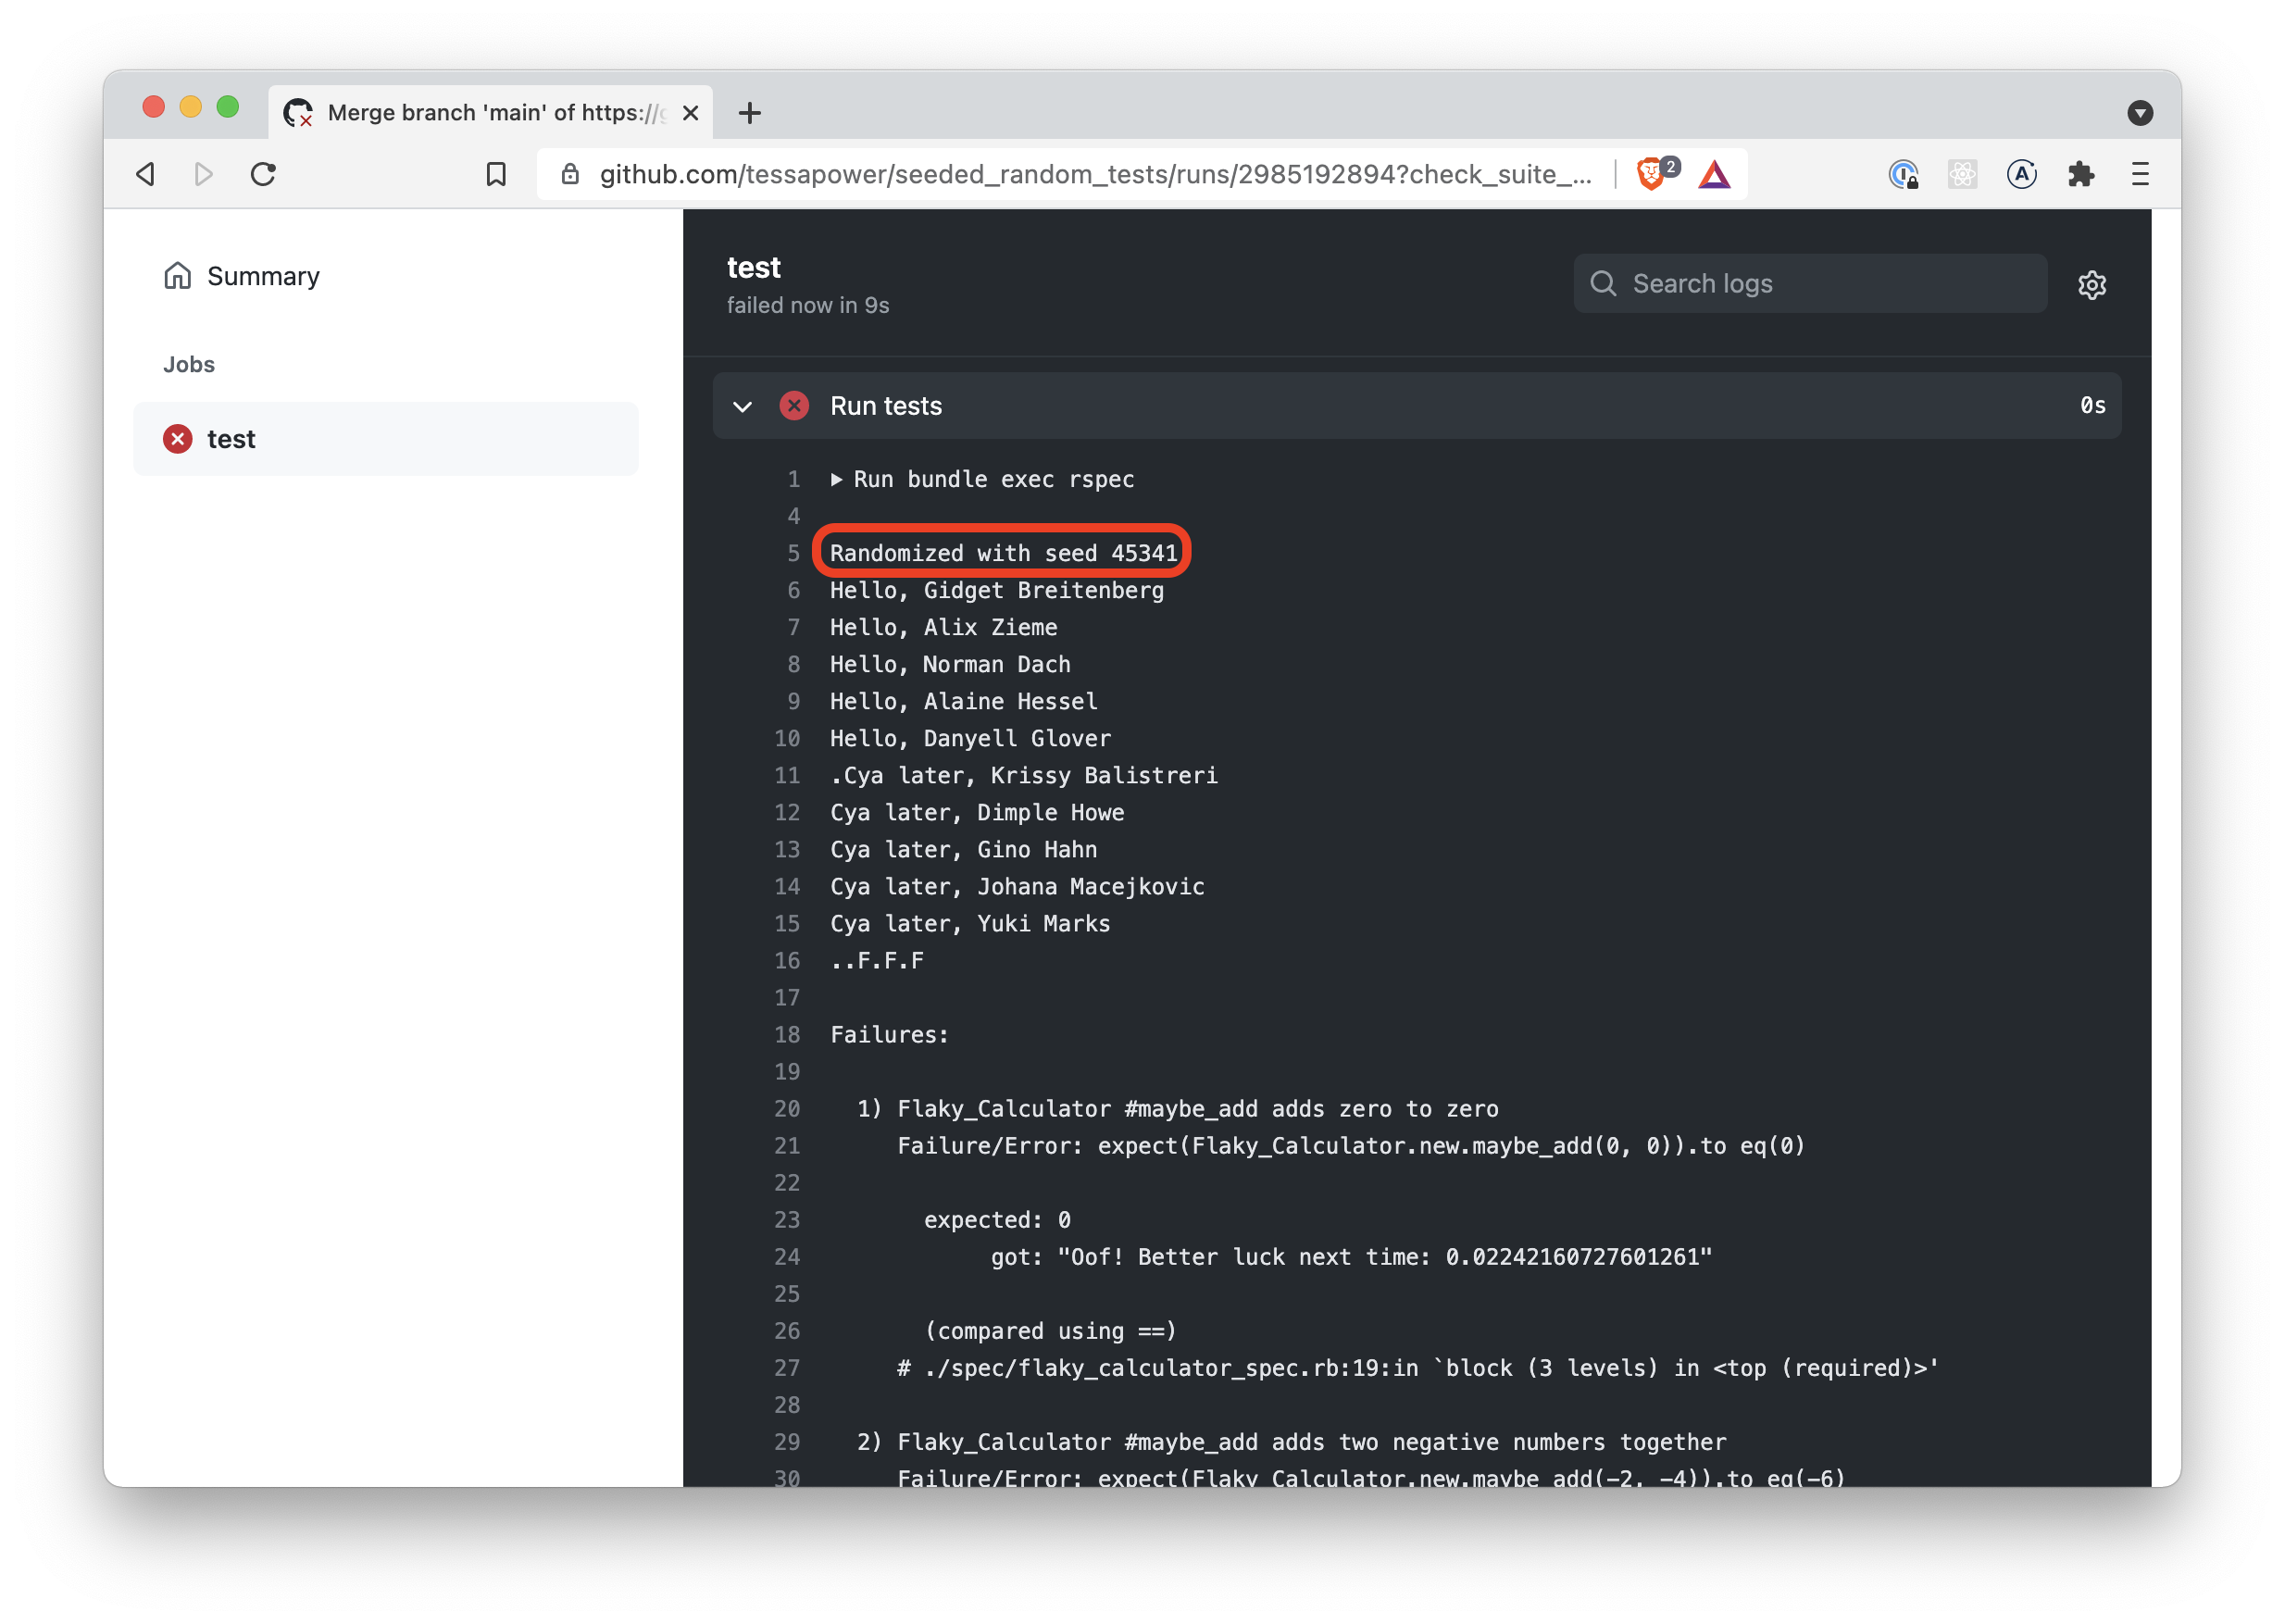 Merge branch 'main' of https://g
github.com/tessapower/seeded_random_tests/runs/2985192894?check_suite_...
2
A
Summary
Jobs
test
test
failed now in 9s
Search logs
Run tests
0s
1 Run bundle exec rspec
4
5 Randomized with seed 45341
6 Hello, Gidget Breitenberg
7 Hello, Alix Zieme
8 Hello, Norman Dach
9 Hello, Alaine Hessel
10 Hello, Danyell Glover
11 .Cya later, Krissy Balistreri
12 Cya later, Dimple Howe
13 Cya later, Gino Hahn
14 Cya later, Johana Macejkovic
15 Cya later, Yuki Marks
16 ..F.F.F
17
18 Failures:
19
20 1) Flaky_Calculator #maybe_add adds zero to zero
21 Failure/Error: expect(Flaky_Calculator.new.maybe_add(0, 0)).to eq(0)
22
23 expected: 0
24 got: "Oof! Better luck next time: 0.02242160727601261"
25
26 (compared using ==)
27 # ./spec/flaky_calculator_spec.rb:19:in `block (3 levels) in <top (required)>'
28
29 2) Flaky_Calculator #maybe_add adds two negative numbers together
30 Failure/Error: expect(Flaky_Calculator.new.maybe_add(-2, -4)).to eq(-6)